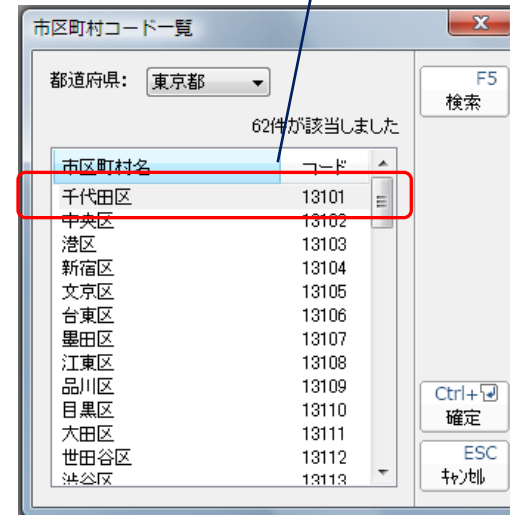 市区町村コード一覧
都道府県: 東京都
F5
検索
62件が該当しました
市区町村名 コード
千代田区 13101
中央区 13102
港区 13103
新宿区 13104
文京区 13105
台東区 13106
墨田区 13107
江東区 13108
品川区 13109
目黒区 13110
大田区 13111
世田谷区 13112
渋谷区 13113
Ctrl+
確定
ESC
ｷｬﾝｾﾙ